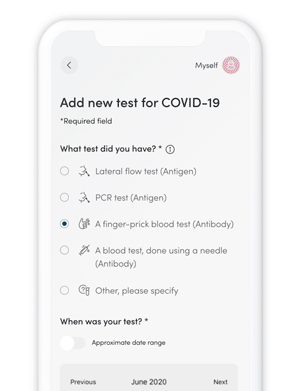 Myself
Add new test for COVID-19
*Required field
What test did you have? *
Lateral flow test (Antigen)
PCR test (Antigen)
A finger-prick blood test (Antibody)
A blood test, done using a needle
(Antibody)
Other, please specify
When was your test? *
Approximate date range
Previous June 2020 Next